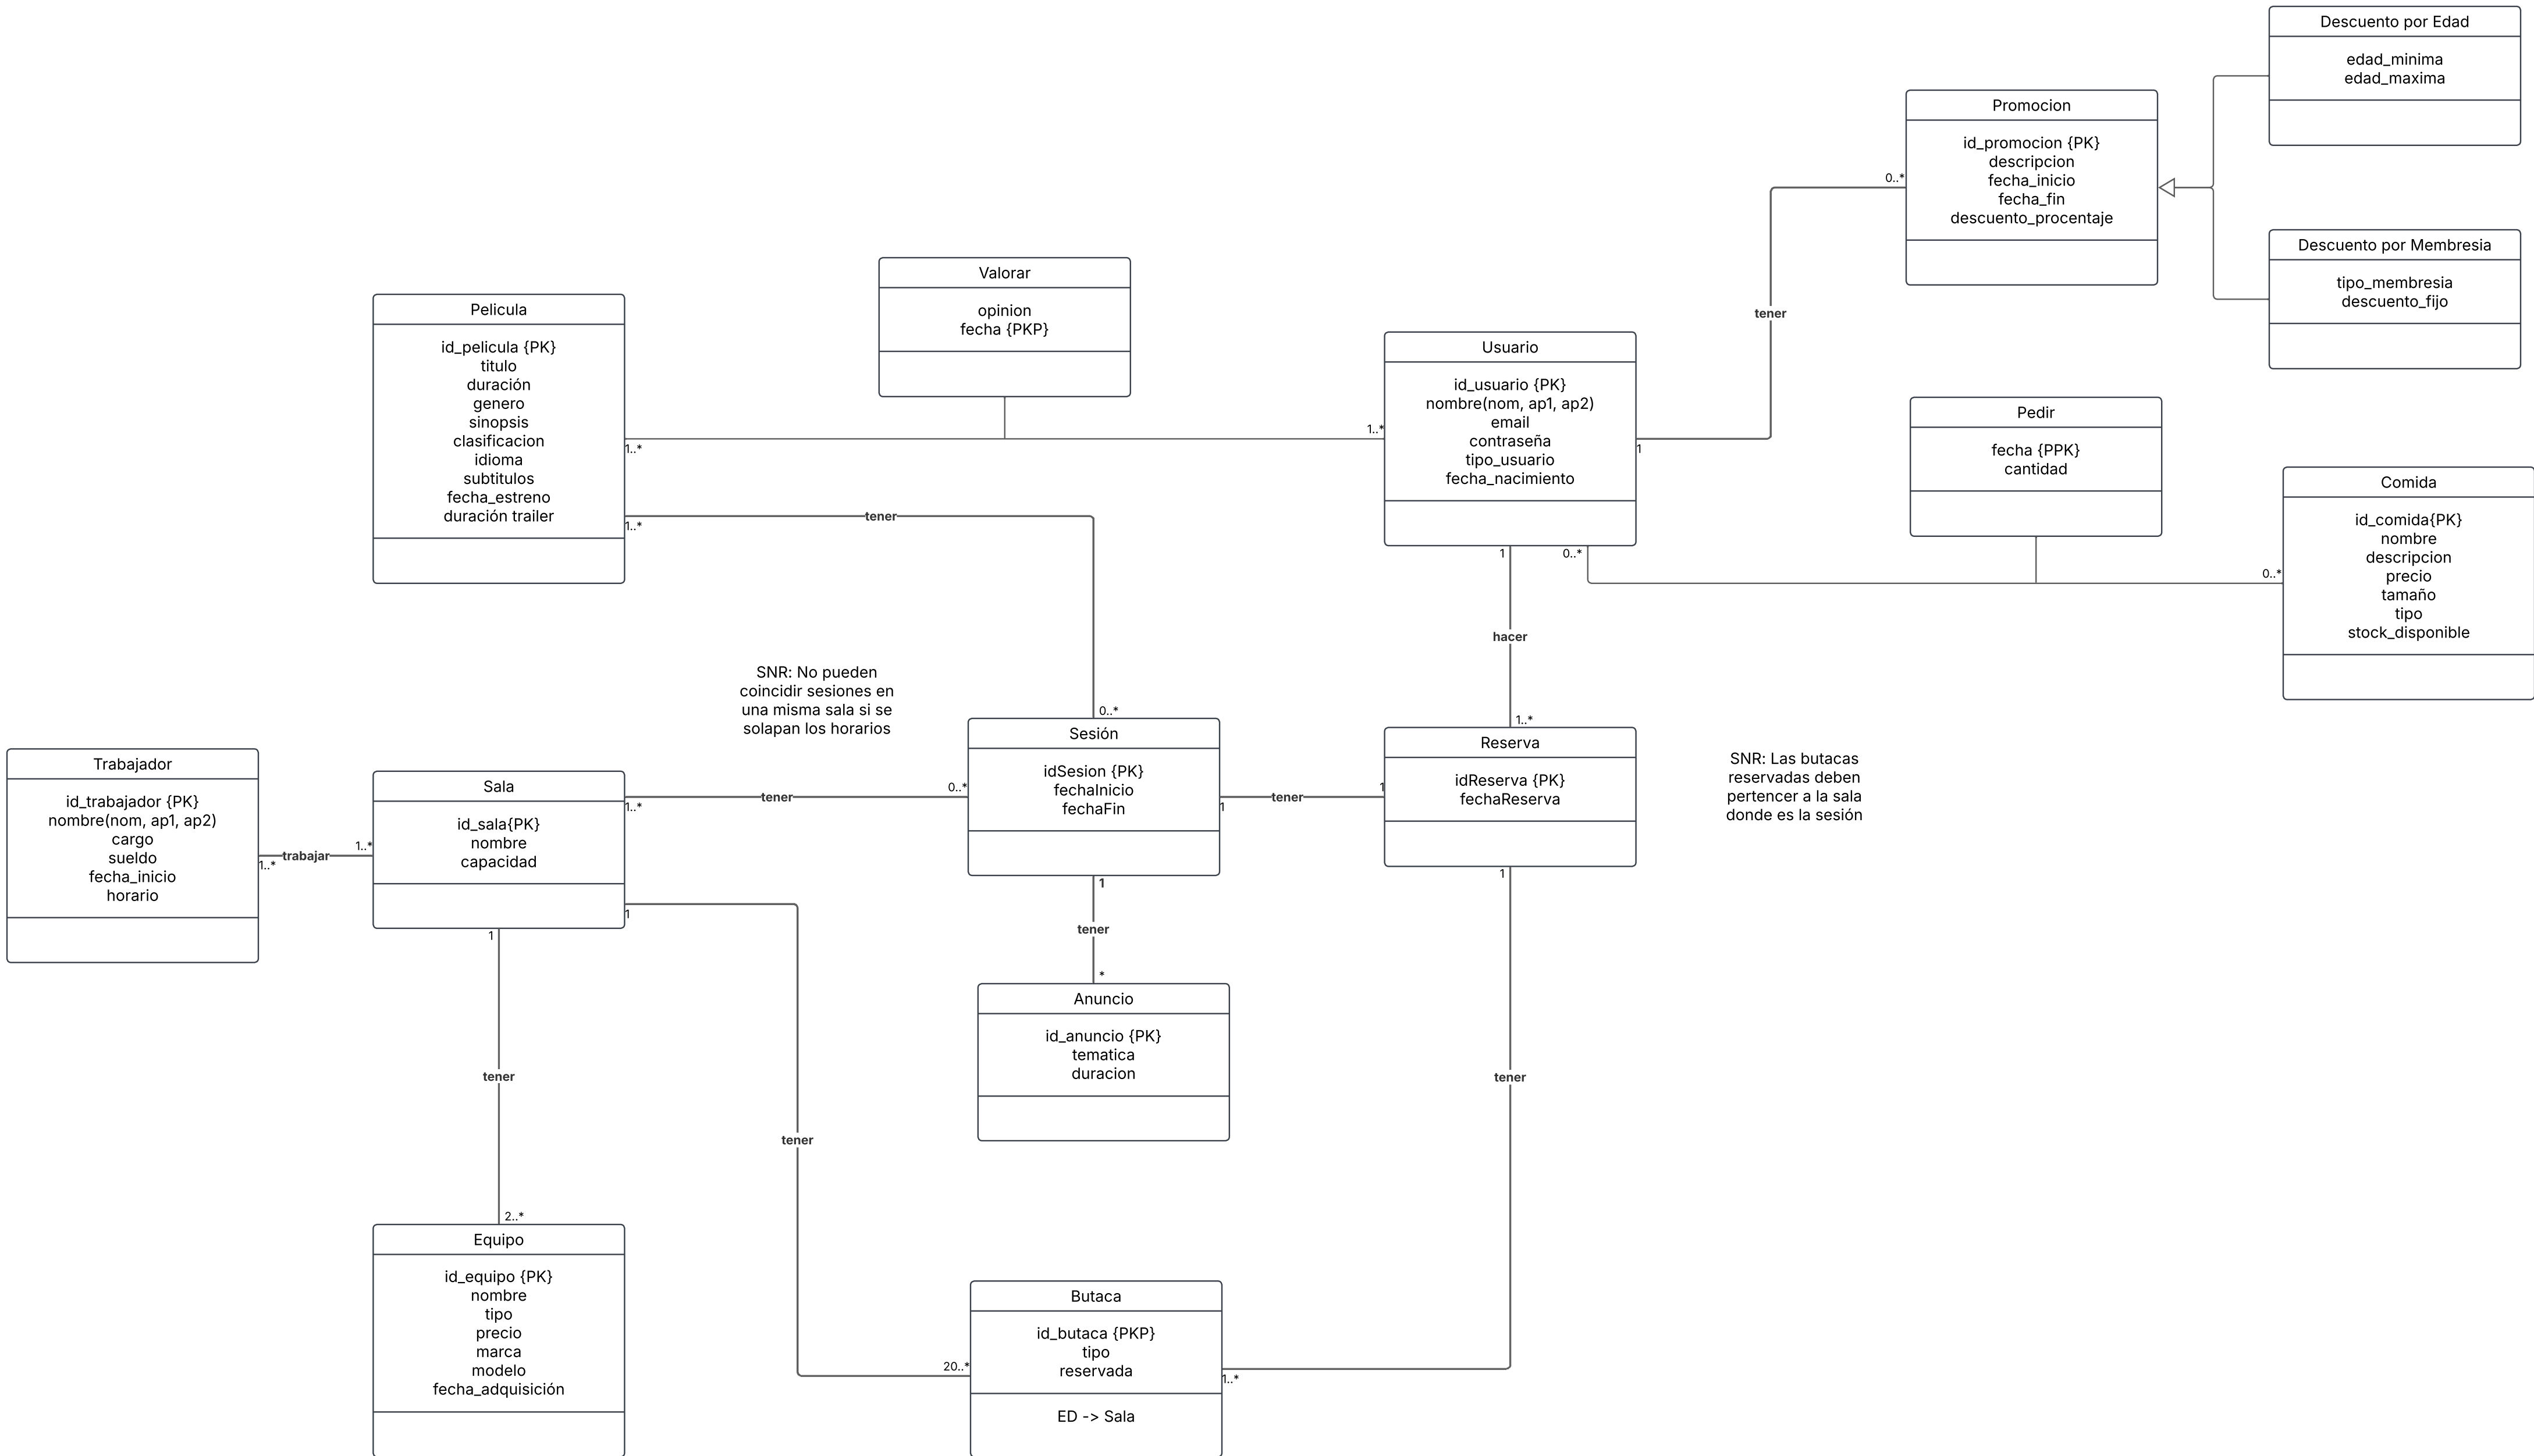 Descuento por Edad
edad_minima
edad_maxima
Promocion
id_promocion {PK}
descripcion
fecha_inicio
fecha_fin
descuento_procentaje
0..*
Descuento por Membresia
tipo_membresia
descuento_fijo
tener
Valorar
opinion
fecha {PKP}
Pelicula
id_pelicula {PK}
titulo
duración
genero
sinopsis
clasificacion
idioma
subtitulos
fecha_estreno
duración trailer
1..*
1..*
1..*
Usuario
id_usuario {PK}
nombre(nom, ap1, ap2)
email
contraseña
tipo_usuario
fecha_nacimiento
1
1
0..*
Pedir
fecha {PPK}
cantidad
0..*
Comida
id_comida{PK}
nombre
descripcion
precio
tamaño
tipo
stock_disponible
tener
hacer
SNR: No pueden
coincidir sesiones en
una misma sala si se
solapan los horarios
0..*
Sesión
idSesion {PK}
fechaInicio
fechaFin
0..*
1
1
1..*
Reserva
idReserva {PK}
fechaReserva
1
1
tener
SNR: Las butacas
reservadas deben
pertencer a la sala
donde es la sesión
Trabajador
id_trabajador {PK}
nombre(nom, ap1, ap2)
cargo
sueldo
fecha_inicio
horario
1..*
trabajar
1..*
Sala
id_sala{PK}
nombre
capacidad
1..*
tener
1
1
tener
*
Anuncio
id_anuncio {PK}
tematica
duracion
tener
tener
tener
2..*
Equipo
id_equipo {PK}
nombre
tipo
precio
marca
modelo
fecha_adquisición
20..*
Butaca
id_butaca {PKP}
tipo
reservada
ED -> Sala
1..*